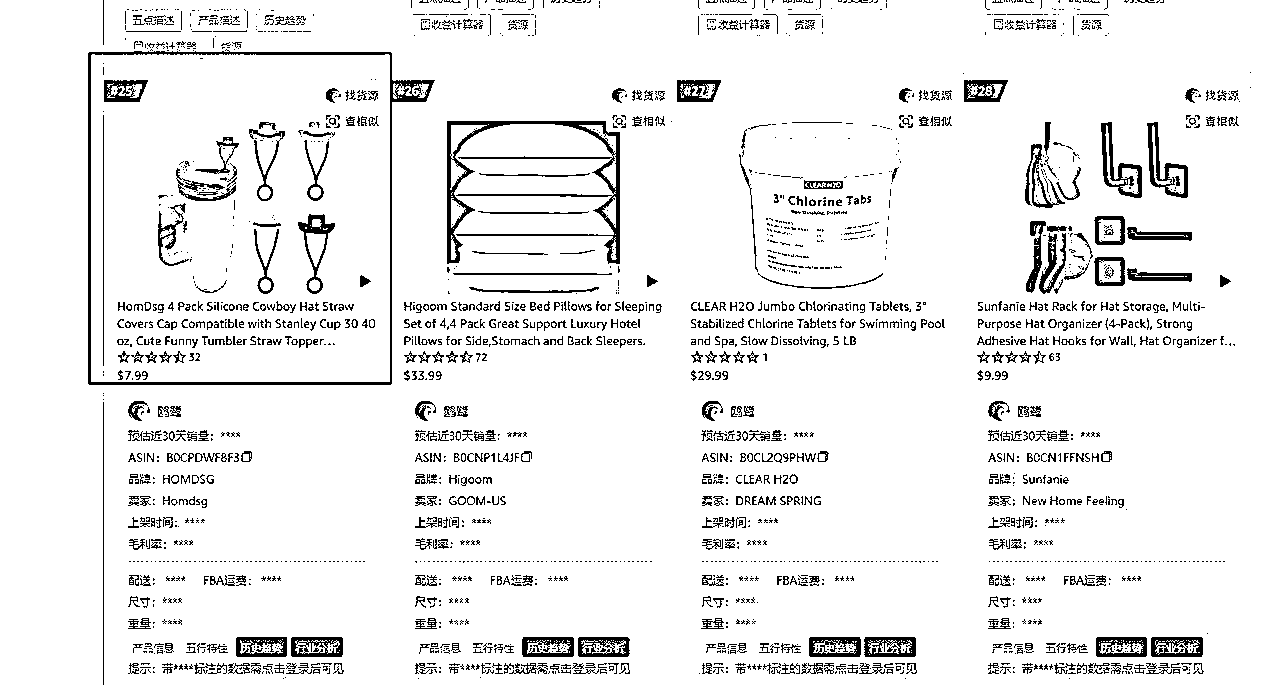 五点描述 产品描述 历史趋势
收益计算器 货源
收益计算器 货源
收益计算器 货源
收益计算器 货源
#25
找货源
查相似
HomDsg 4 Pack Silicone Cowboy Hat Straw
Covers Cap Compatible with Stanley Cup 30 40
oz, Cute Funny Tumbler Straw Topper...
32
$7.99
预估近30天销量: ****
ASIN: B0CPDWF8F3
品牌: HOMDSG
卖家: Homdsg
上架时间: ****
毛利率: ****
配送: **** FBA运费: ****
尺寸: ****
重量: ****
产品信息 五行特性 历史趋势 行业分析
提示: 带****标注的数据需点击登录后可见
#26
找货源
查相似
Higoom Standard Size Bed Pillows for Sleeping
Set of 4,4 Pack Great Support Luxury Hotel
Pillows for Side,Stomach and Back Sleepers.
72
$33.99
预估近30天销量: ****
ASIN: B0CNP1L4JF
品牌: Higoom
卖家: GOOM-US
上架时间: ****
毛利率: ****
配送: **** FBA运费: ****
尺寸: ****
重量: ****
产品信息 五行特性 历史趋势 行业分析
提示: 带****标注的数据需点击登录后可见
#27
找货源
查相似
CLEAR H2O
3" Chlorine Tabs
CLEAR H2O Jumbo Chlorinating Tablets, 3"
Stabilized Chlorine Tablets for Swimming Pool
and Spa, Slow Dissolving, 5 LB
1
$29.99
预估近30天销量: ****
ASIN: B0CL2Q9PHW
品牌: CLEAR H2O
卖家: DREAM SPRING
上架时间: ****
毛利率: ****
配送: **** FBA运费: ****
尺寸: ****
重量: ****
产品信息 五行特性 历史趋势 行业分析
提示: 带****标注的数据需点击登录后可见
#28
找货源
查相似
Sunfanie Hat Rack for Hat Storage, Multi-
Purpose Hat Organizer (4-Pack), Strong
Adhesive Hat Hooks for Wall, Hat Organizer f...
63
$9.99
预估近30天销量: ****
ASIN: B0CN1FFNSH
品牌: Sunfanie
卖家: New Home Feeling
上架时间: ****
毛利率: ****
配送: **** FBA运费: ****
尺寸: ****
重量: ****
产品信息 五行特性 历史趋势 行业分析
提示: 带****标注的数据需点击登录后可见